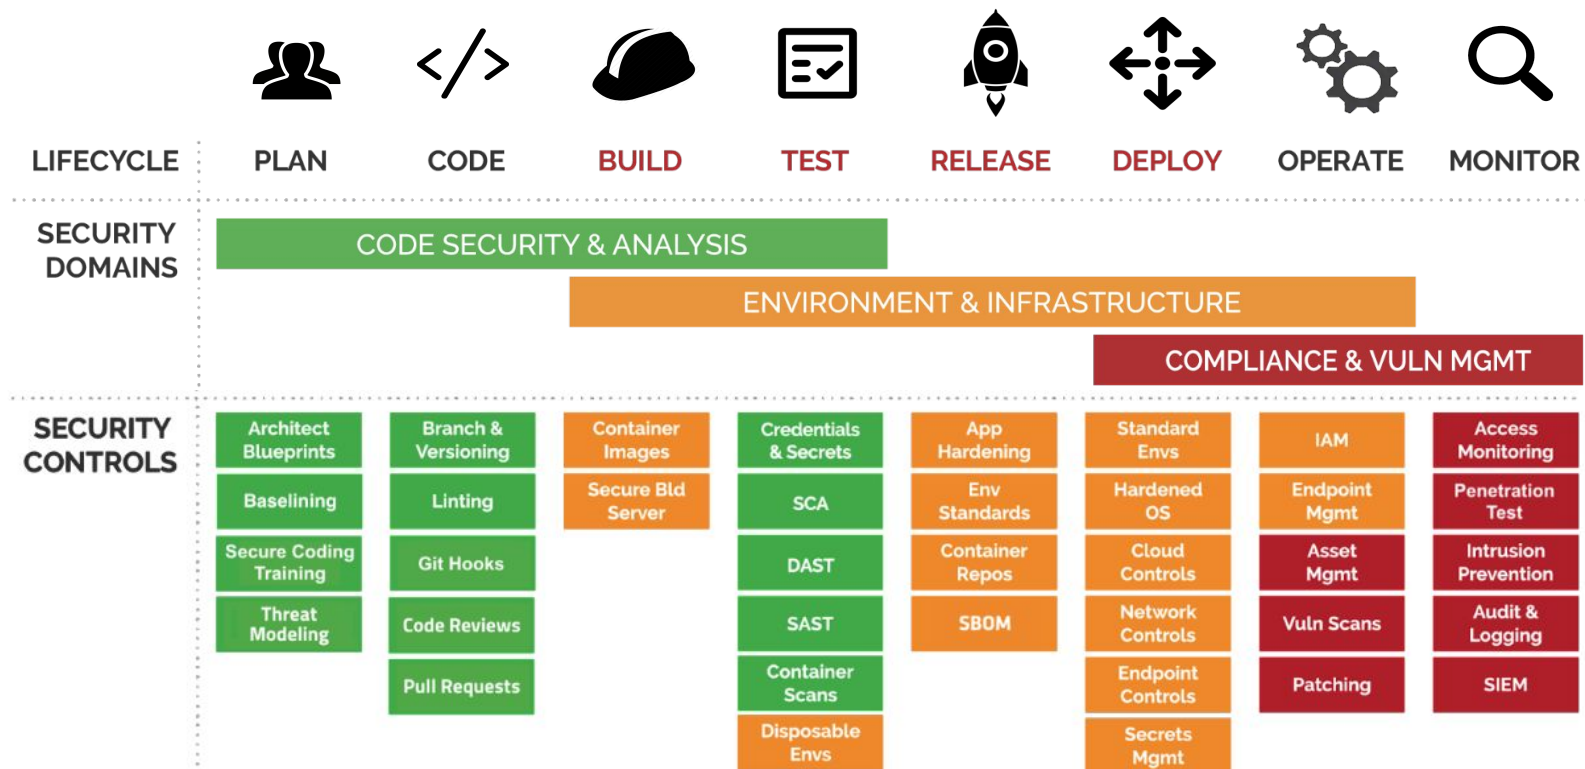 LIFECYCLE PLAN CODE BUILD TEST RELEASE DEPLOY OPERATE MONITOR
SECURITY
DOMAINS
CODE SECURITY & ANALYSIS
ENVIRONMENT & INFRASTRUCTURE
COMPLIANCE & VULN MGMT
SECURITY
CONTROLS
Architect
Blueprints
Baselining
Secure Coding
Training
Threat
Modeling
Branch &
Versioning
Linting
Git Hooks
Code Reviews
Pull Requests
Container
Images
Secure Bld
Server
Credentials
& Secrets
SCA
DAST
SAST
Container
Scans
Disposable
Envs
App
Hardening
Env
Standards
Container
Repos
SBOM
Standard
Envs
Hardened
OS
Cloud
Controls
Network
Controls
Endpoint
Controls
Secrets
Mgmt
IAM
Endpoint
Mgmt
Asset
Mgmt
Vuln Scans
Patching
Access
Monitoring
Penetration
Test
Intrusion
Prevention
Audit &
Logging
SIEM